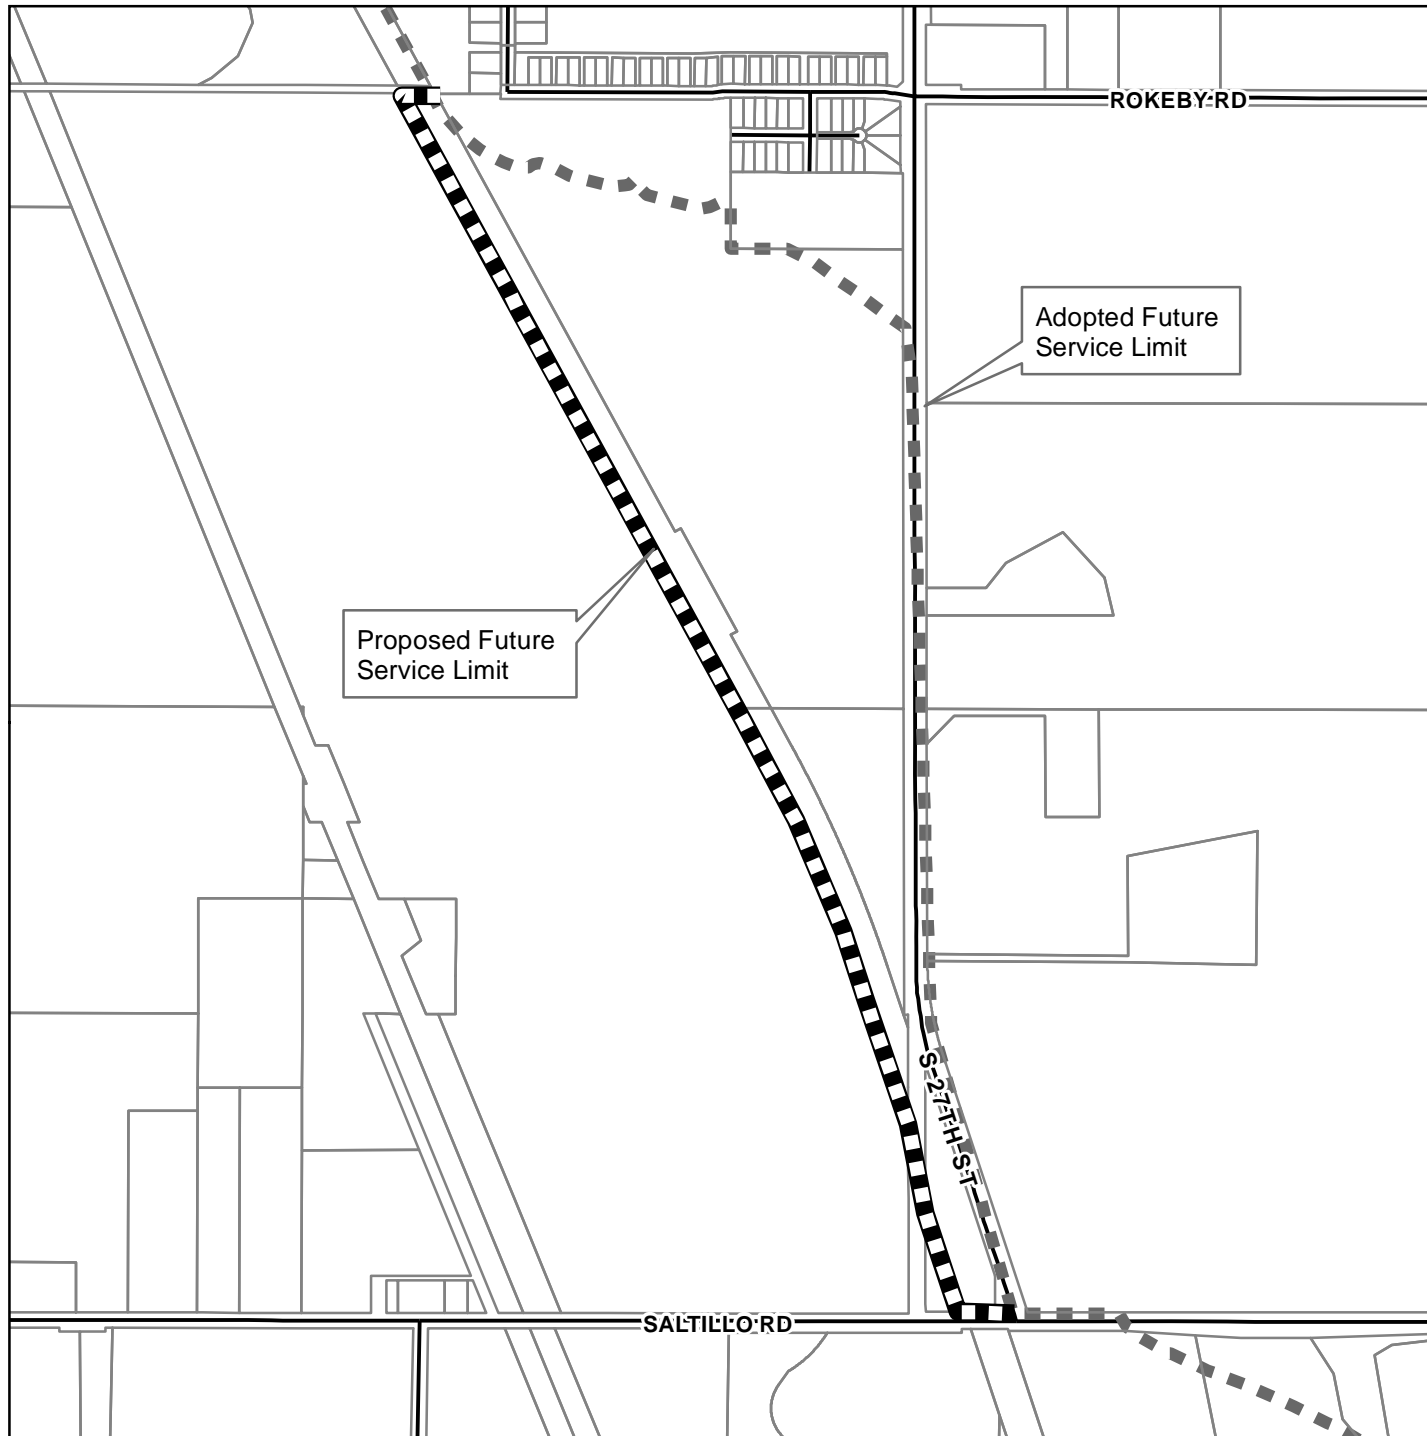 ROKEBY RD
Adopted Future
Service Limit
Proposed Future
Service Limit
S 27TH ST
SALTILLO RD